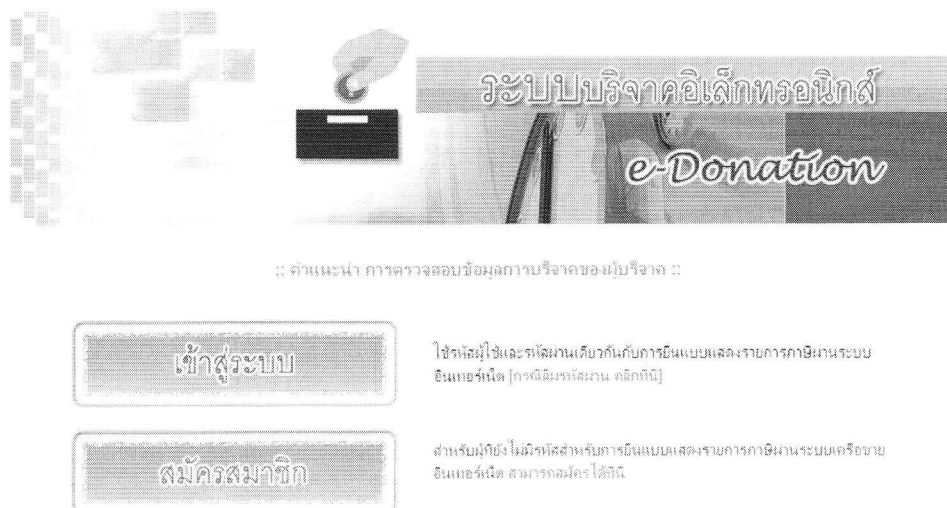 ระบบบริจาคอิเล็กทรอนิกส์
e-Donation
:: คำแนะนำ การตรวจสอบข้อมูลการบริจาคของผู้บริจาค ::
เข้าสู่ระบบ
ใช้รหัสผู้ใช้และรหัสผ่านเดียวกันกับการยื่นแบบแสดงรายการภาษีผ่านระบบ
อินเทอร์เน็ต [กรณีลืมรหัสผ่าน คลิกที่นี่]
สมัครสมาชิก
สำหรับผู้ที่ยังไม่มีรหัสสำหรับการยื่นแบบแสดงรายการภาษีผ่านระบบเครือข่าย
อินเทอร์เน็ต สามารถสมัครได้ที่นี่